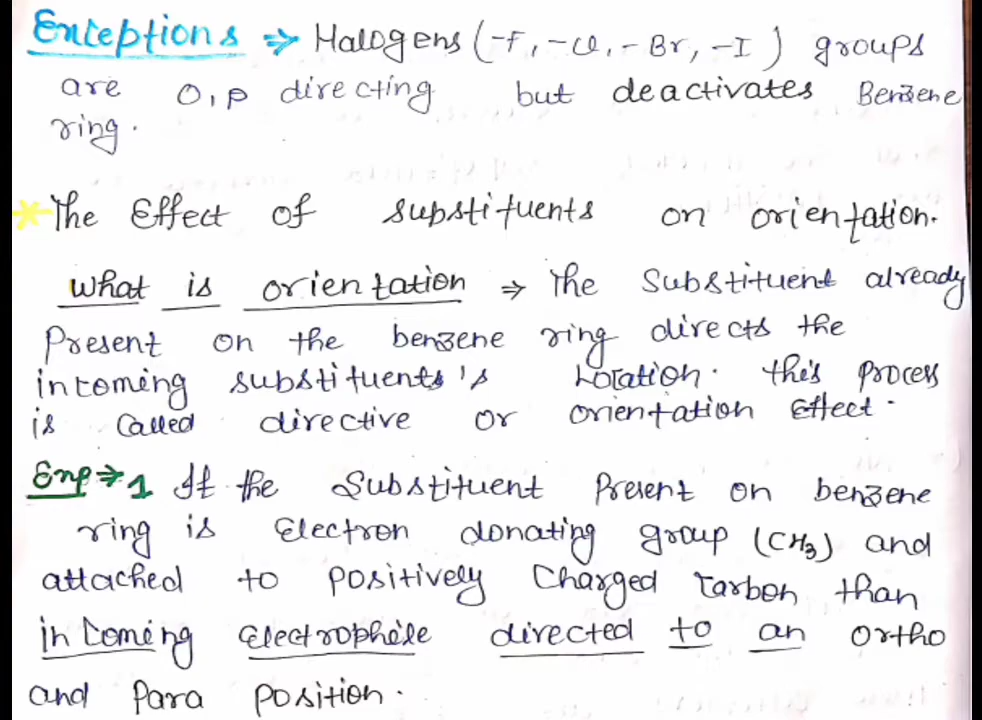 Exceptions ⇒ Halogens (-F, -Cl, -Br, -I) groups
are o,p directing but deactivates Benzene
ring.
* The Effect of substituents on orientation.
What is orientation ⇒ The substituent already
Present on the benzene ring directs the
incoming substituents's Location. this process
is called directive or orientation effect.
Exp ⇒ 1 If the Substituent Present on benzene
ring is Electron donating group (CH₃) and
attached to positively charged carbon than
incoming electrophile directed to an ortho
and para position.